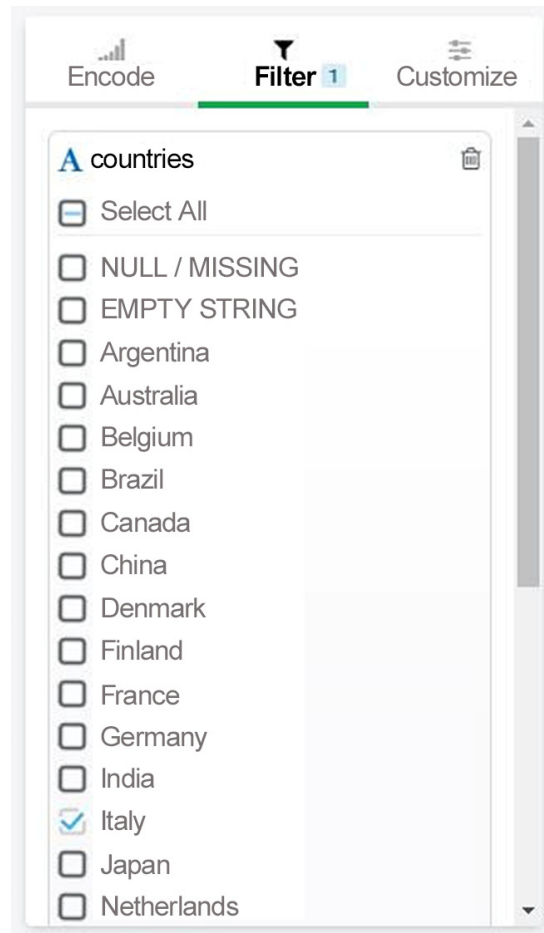 Encode Filter 1 Customize
A countries
Select All
NULL / MISSING
EMPTY STRING
Argentina
Australia
Belgium
Brazil
Canada
China
Denmark
Finland
France
Germany
India
Italy
Japan
Netherlands